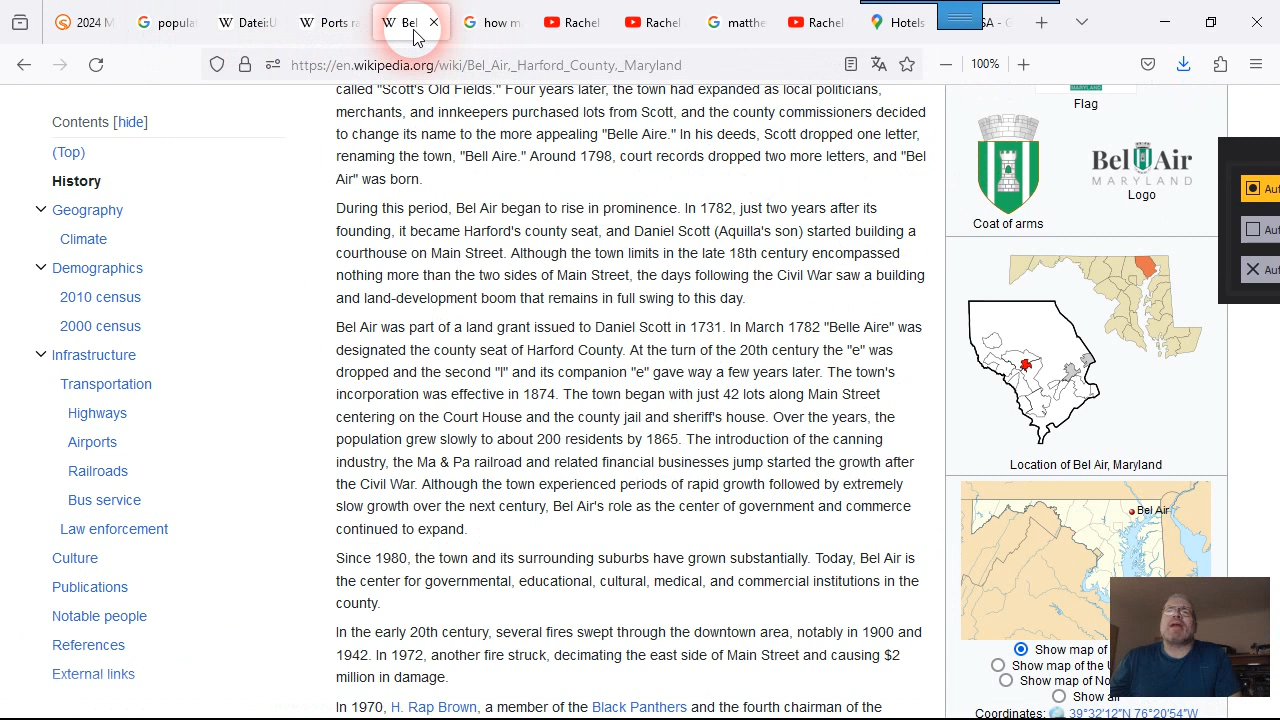 2024 M
popula
Datein
Ports ra
Bel
how m
Rachel
Rachel
matthe
Rachel
Hotels
SA - G
https://en.wikipedia.org/wiki/Bel_Air,_Harford_County,_Maryland
100%
Contents [hide]
(Top)
History
Geography
Climate
Demographics
2010 census
2000 census
Infrastructure
Transportation
Highways
Airports
Railroads
Bus service
Law enforcement
Culture
Publications
Notable people
References
External links
called "Scott's Old Fields." Four years later, the town had expanded as local politicians,
merchants, and innkeepers purchased lots from Scott, and the county commissioners decided
to change its name to the more appealing "Belle Aire." In his deeds, Scott dropped one letter,
renaming the town, "Bell Aire." Around 1798, court records dropped two more letters, and "Bel
Air" was born.
During this period, Bel Air began to rise in prominence. In 1782, just two years after its
founding, it became Harford's county seat, and Daniel Scott (Aquilla's son) started building a
courthouse on Main Street. Although the town limits in the late 18th century encompassed
nothing more than the two sides of Main Street, the days following the Civil War saw a building
and land-development boom that remains in full swing to this day.
Bel Air was part of a land grant issued to Daniel Scott in 1731. In March 1782 "Belle Aire" was
designated the county seat of Harford County. At the turn of the 20th century the "e" was
dropped and the second "l" and its companion "e" gave way a few years later. The town's
incorporation was effective in 1874. The town began with just 42 lots along Main Street
entering on the Court House and the county jail and sheriff's house. Over the years, the
population grew slowly to about 200 residents by 1865. The introduction of the canning
industry, the Ma & Pa railroad and related financial businesses jump started the growth after
the Civil War. Although the town experienced periods of rapid growth followed by extremely
slow growth over the next century, Bel Air's role as the center of government and commerce
continued to expand.
Since 1980, the town and its surrounding suburbs have grown substantially. Today, Bel Air is
the center for governmental, educational, cultural, medical, and commercial institutions in the
county.
In the early 20th century, several fires swept through the downtown area, notably in 1900 and
1942. In 1972, another fire struck, decimating the east side of Main Street and causing $2
million in damage.
In 1970, H. Rap Brown, a member of the Black Panthers and the fourth chairman of the
MARYLAND
Flag
Bel Air
MARYLAND
Logo
Coat of arms
Location of Bel Air, Maryland
Bel Air
Show map of
Show map of the U
Show map of No
Show al
Coordinates: 39°32′12″N 76°20′54″W
Aut
Aut
Aut